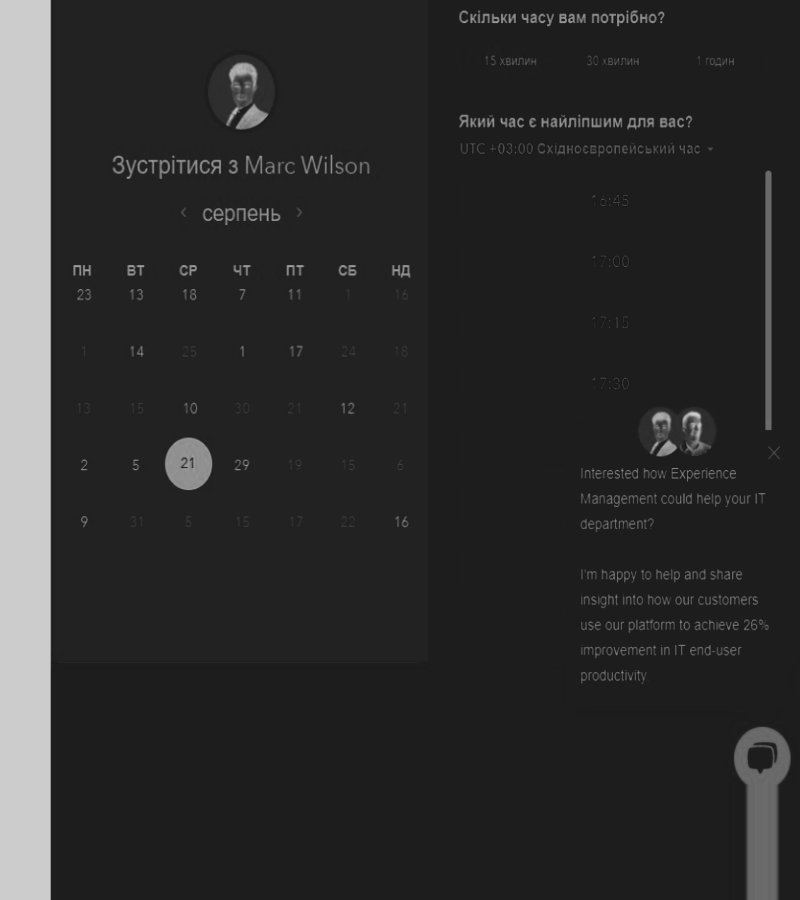 Зустрітися з Marc Wilson
‹ серпень ›
ПН ВТ СР ЧТ ПТ СБ НД
23 13 18 7 11 1 16
1 14 25 1 17 24 18
13 15 10 30 21 12 21
2 5 21 29 19 15 6
9 31 5 15 17 22 16
Скільки часу вам потрібно?
15 хвилин 30 хвилин 1 годин
Який час є найліпшим для вас?
UTC +03:00 Східноєвропейський час
16:45
17:00
17:15
17:30
Interested how Experience
Management could help your IT
department?
I'm happy to help and share
insight into how our customers
use our platform to achieve 26%
improvement in IT end-user
productivity